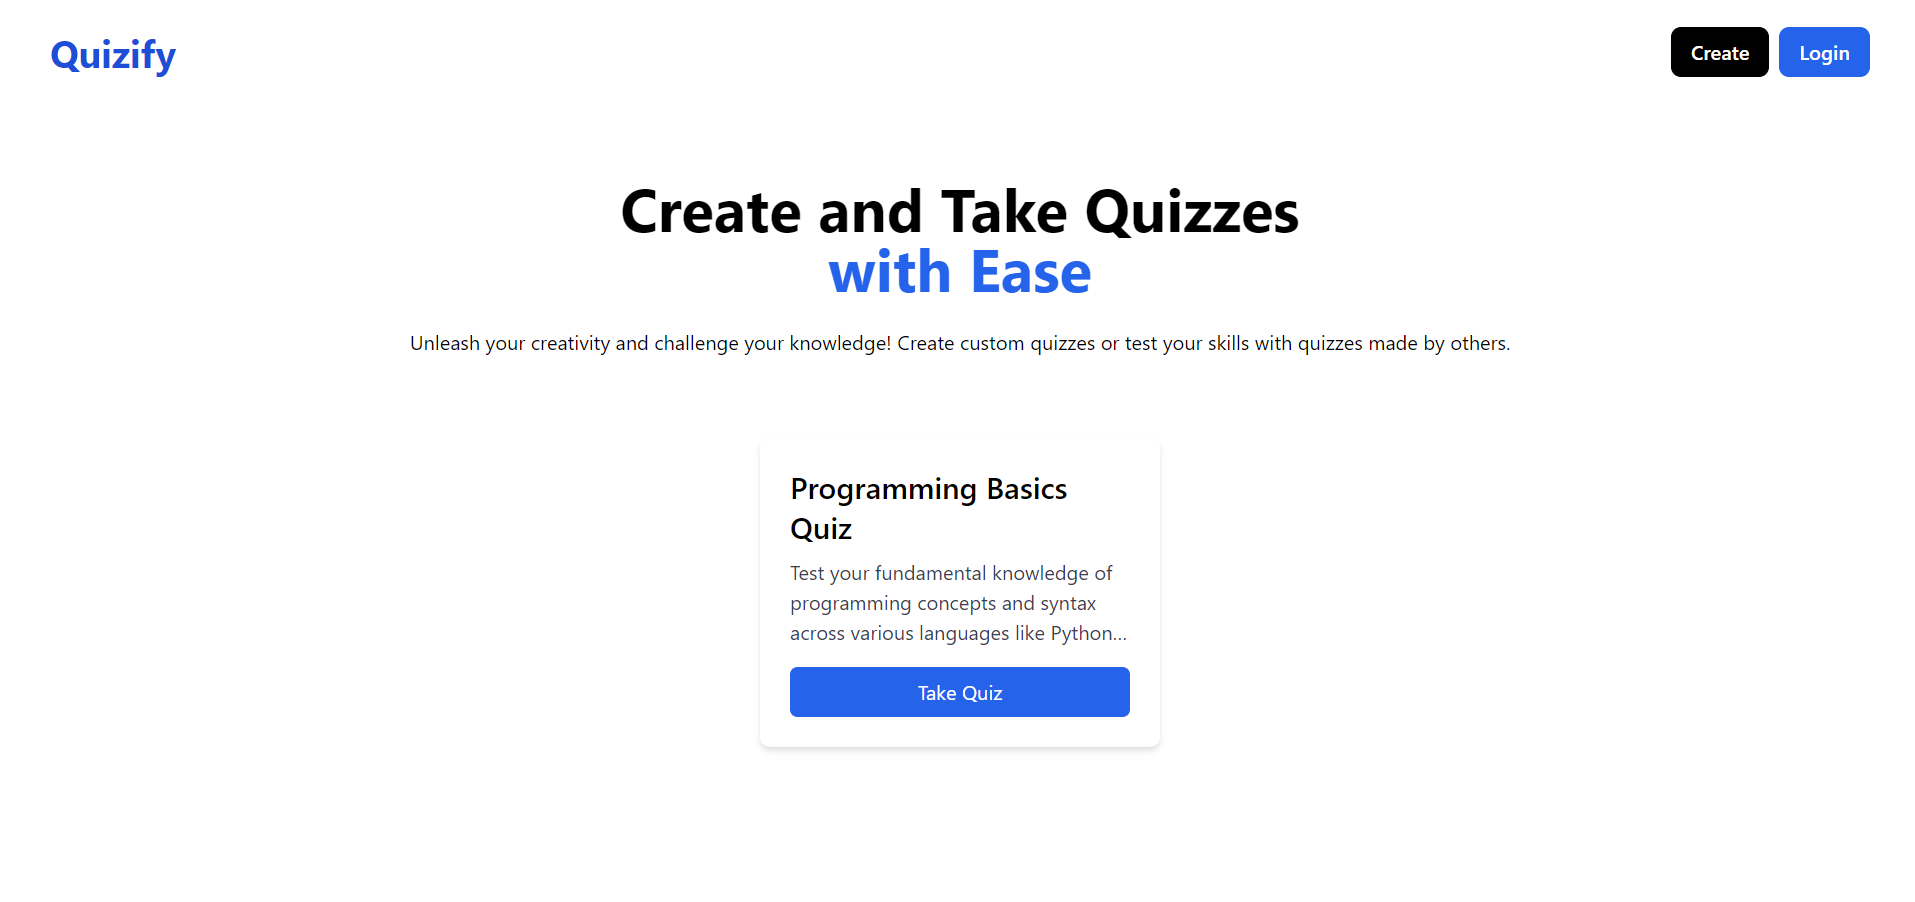 Quizify
Create
Login
Create and Take Quizzes
with Ease
Unleash your creativity and challenge your knowledge! Create custom quizzes or test your skills with quizzes made by others.
Programming Basics
Quiz
Test your fundamental knowledge of
programming concepts and syntax
across various languages like Python...
Take Quiz